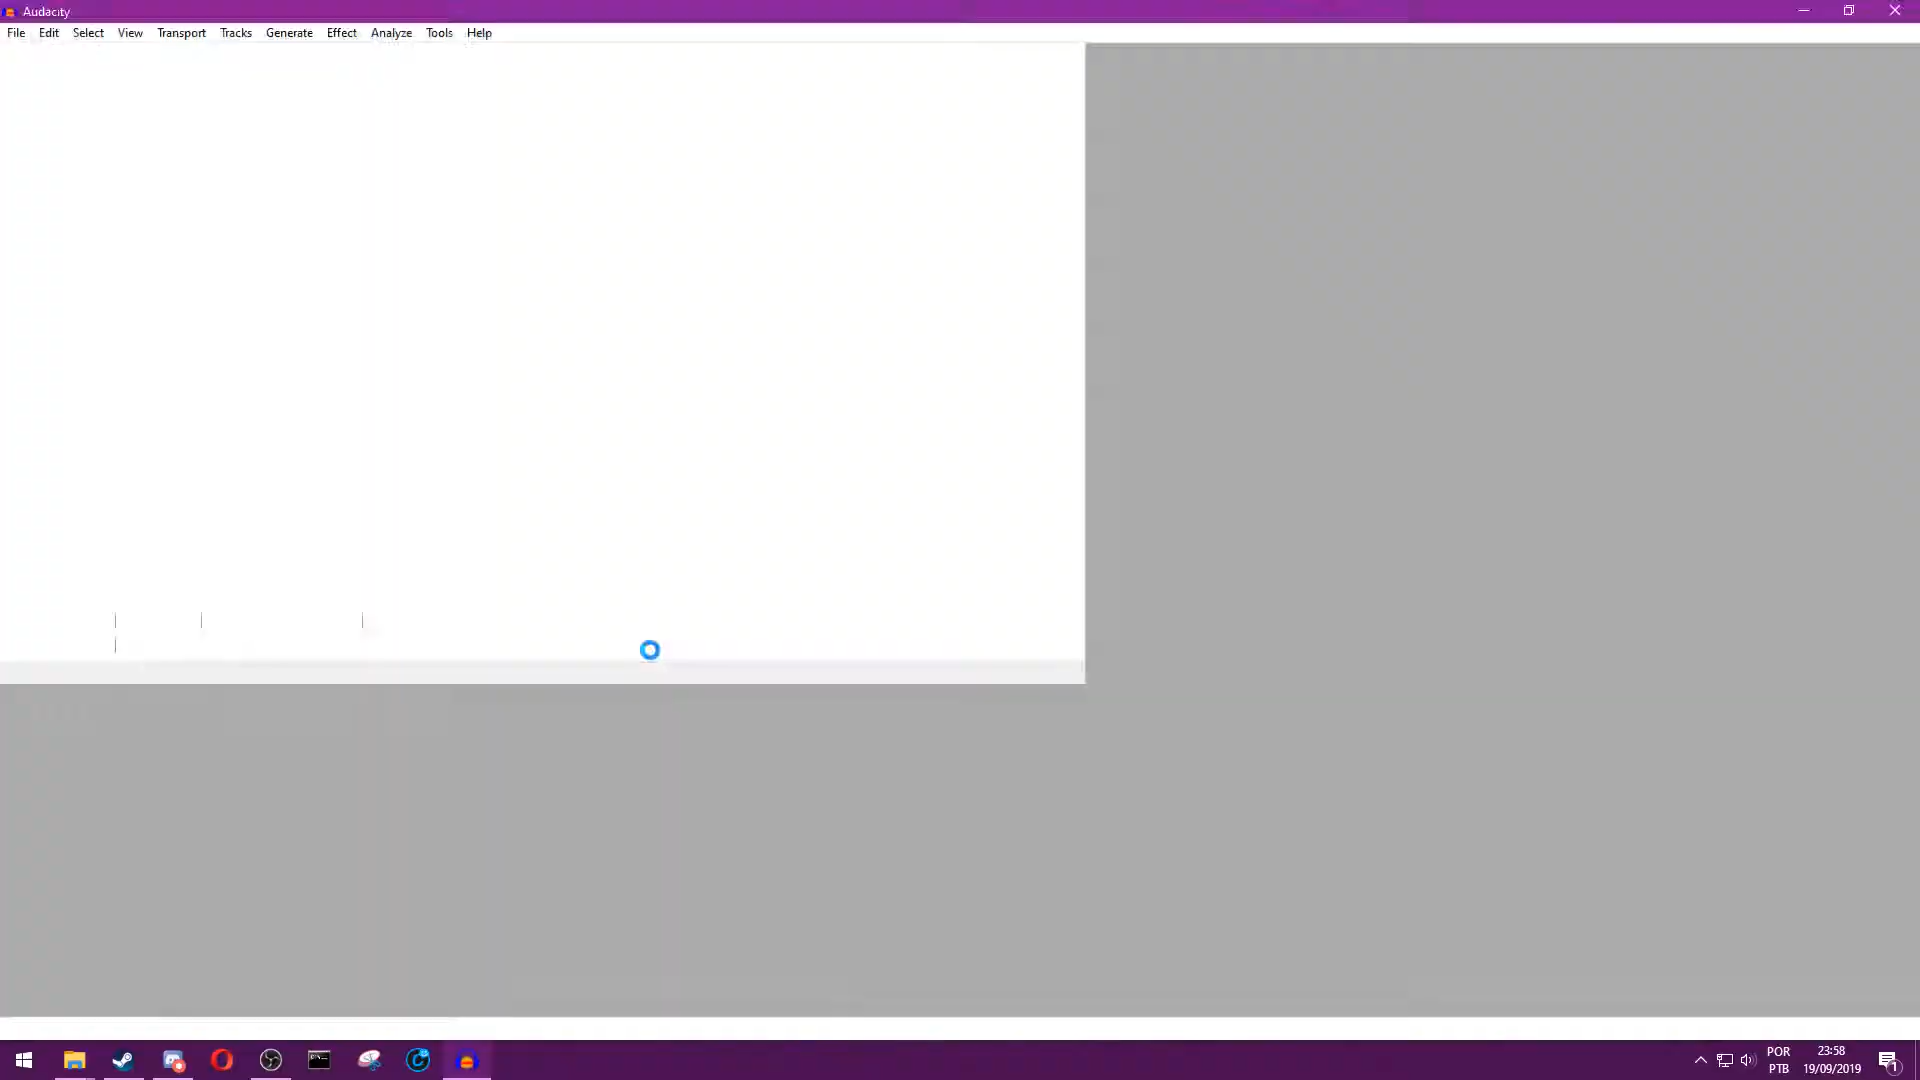 Audacity
File Edit Select View Transport Tracks Generate Effect Analyze Tools Help
POR 23:58
PTB 19/09/2019
1